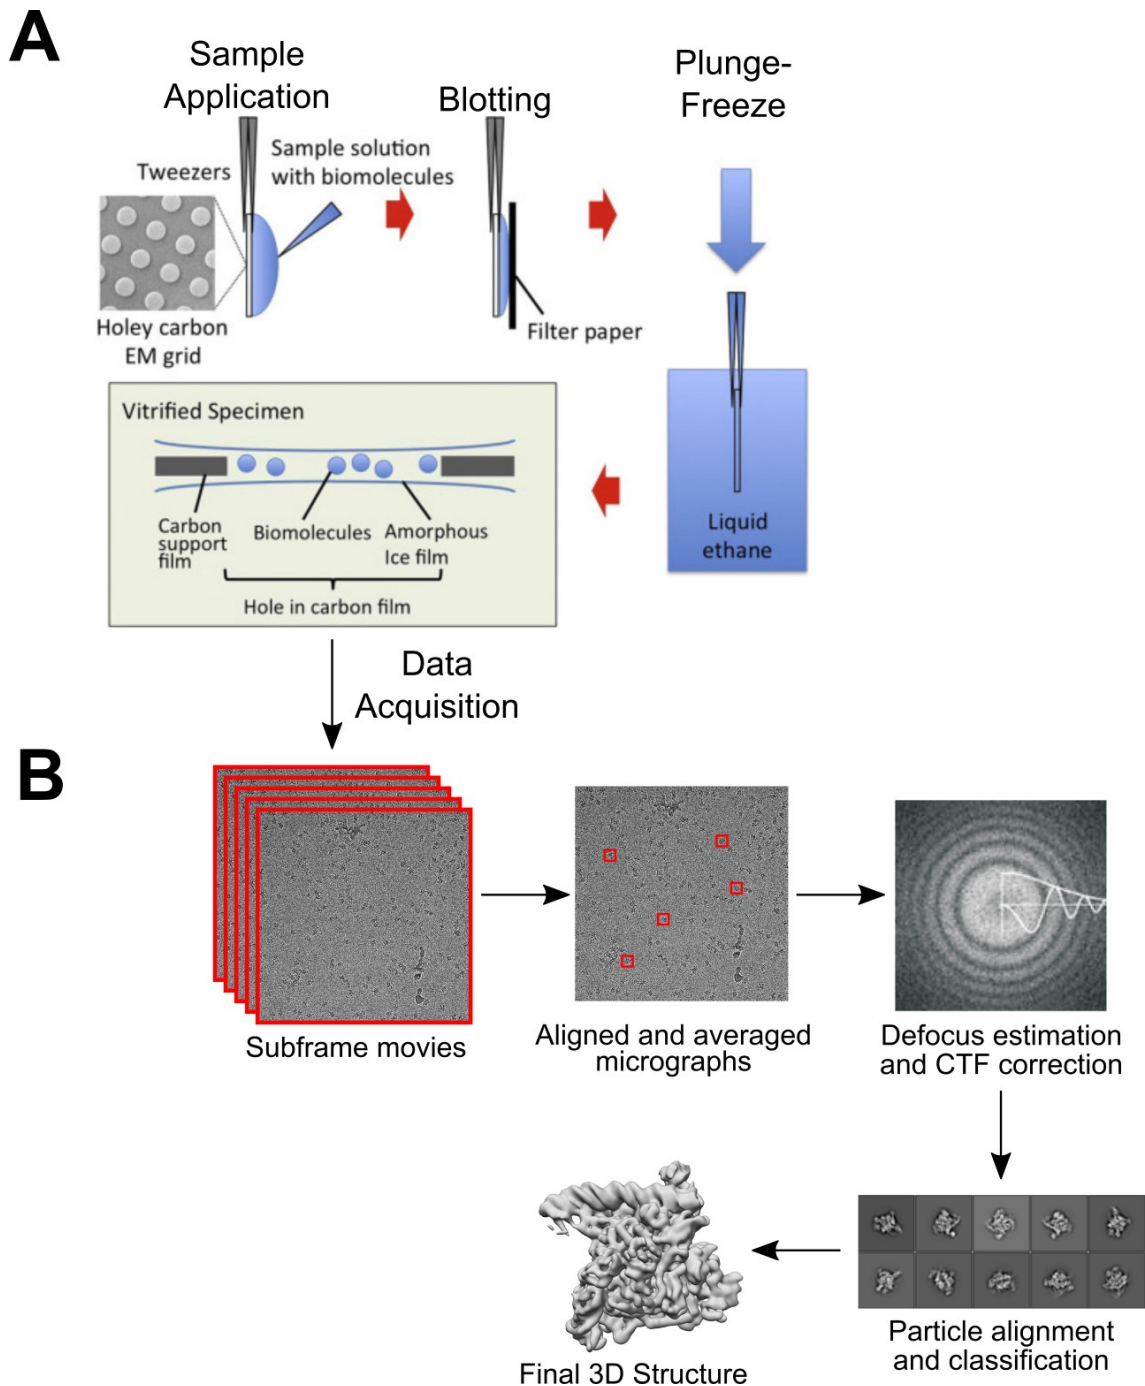 A
Sample
Application
Blotting
Plunge-
Freeze
Tweezers
Sample solution
with biomolecules
Holey carbon
EM grid
Filter paper
Liquid
ethane
Vitrified Specimen
Carbon
support
film
Biomolecules
Amorphous
Ice film
Hole in carbon film
Data
Acquisition
B
Subframe movies
Aligned and averaged
micrographs
Defocus estimation
and CTF correction
Particle alignment
and classification
Final 3D Structure